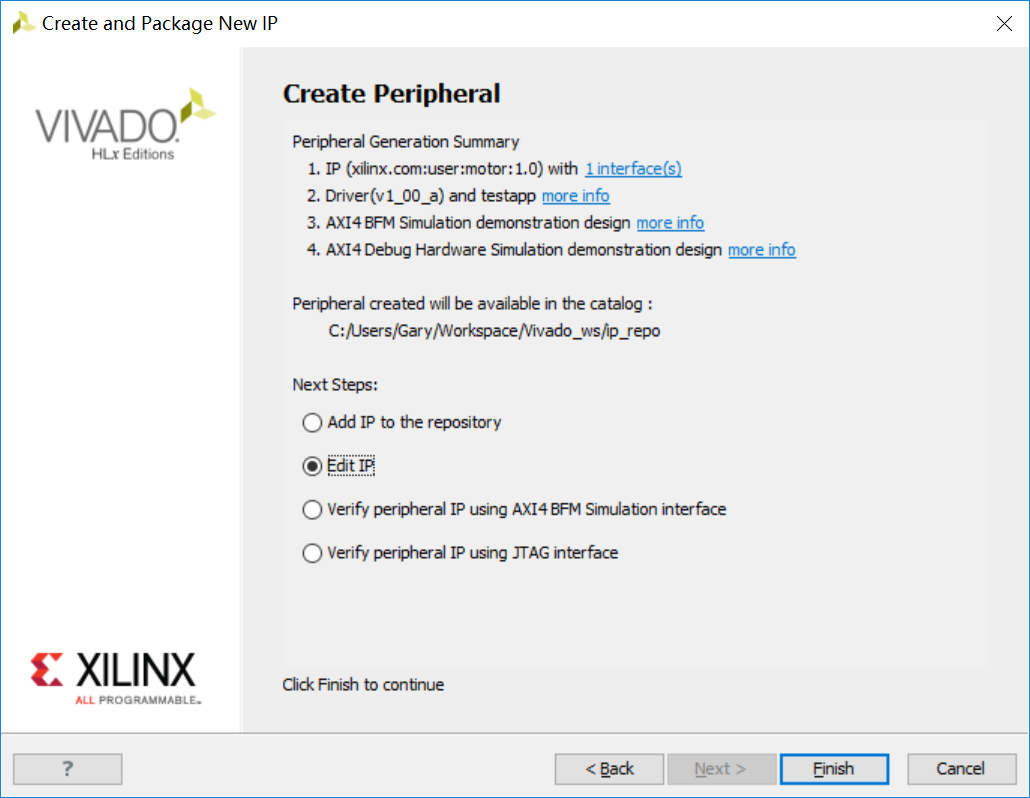 Create and Package New IP
VIVADO.
HLx Editions
Create Peripheral
Peripheral Generation Summary
1. IP (xilinx.com:user:motor:1.0) with 1 interface(s)
2. Driver(v1_00_a) and testapp more info
3. AXI4 BFM Simulation demonstration design more info
4. AXI4 Debug Hardware Simulation demonstration design more info
Peripheral created will be available in the catalog :
C:/Users/Gary/Workspace/Vivado_ws/ip_repo
Next Steps:
Add IP to the repository
Edit IP
Verify peripheral IP using AXI4 BFM Simulation interface
Verify peripheral IP using JTAG interface
XILINX
ALL PROGRAMMABLE™
Click Finish to continue
? < Back Next > Finish Cancel